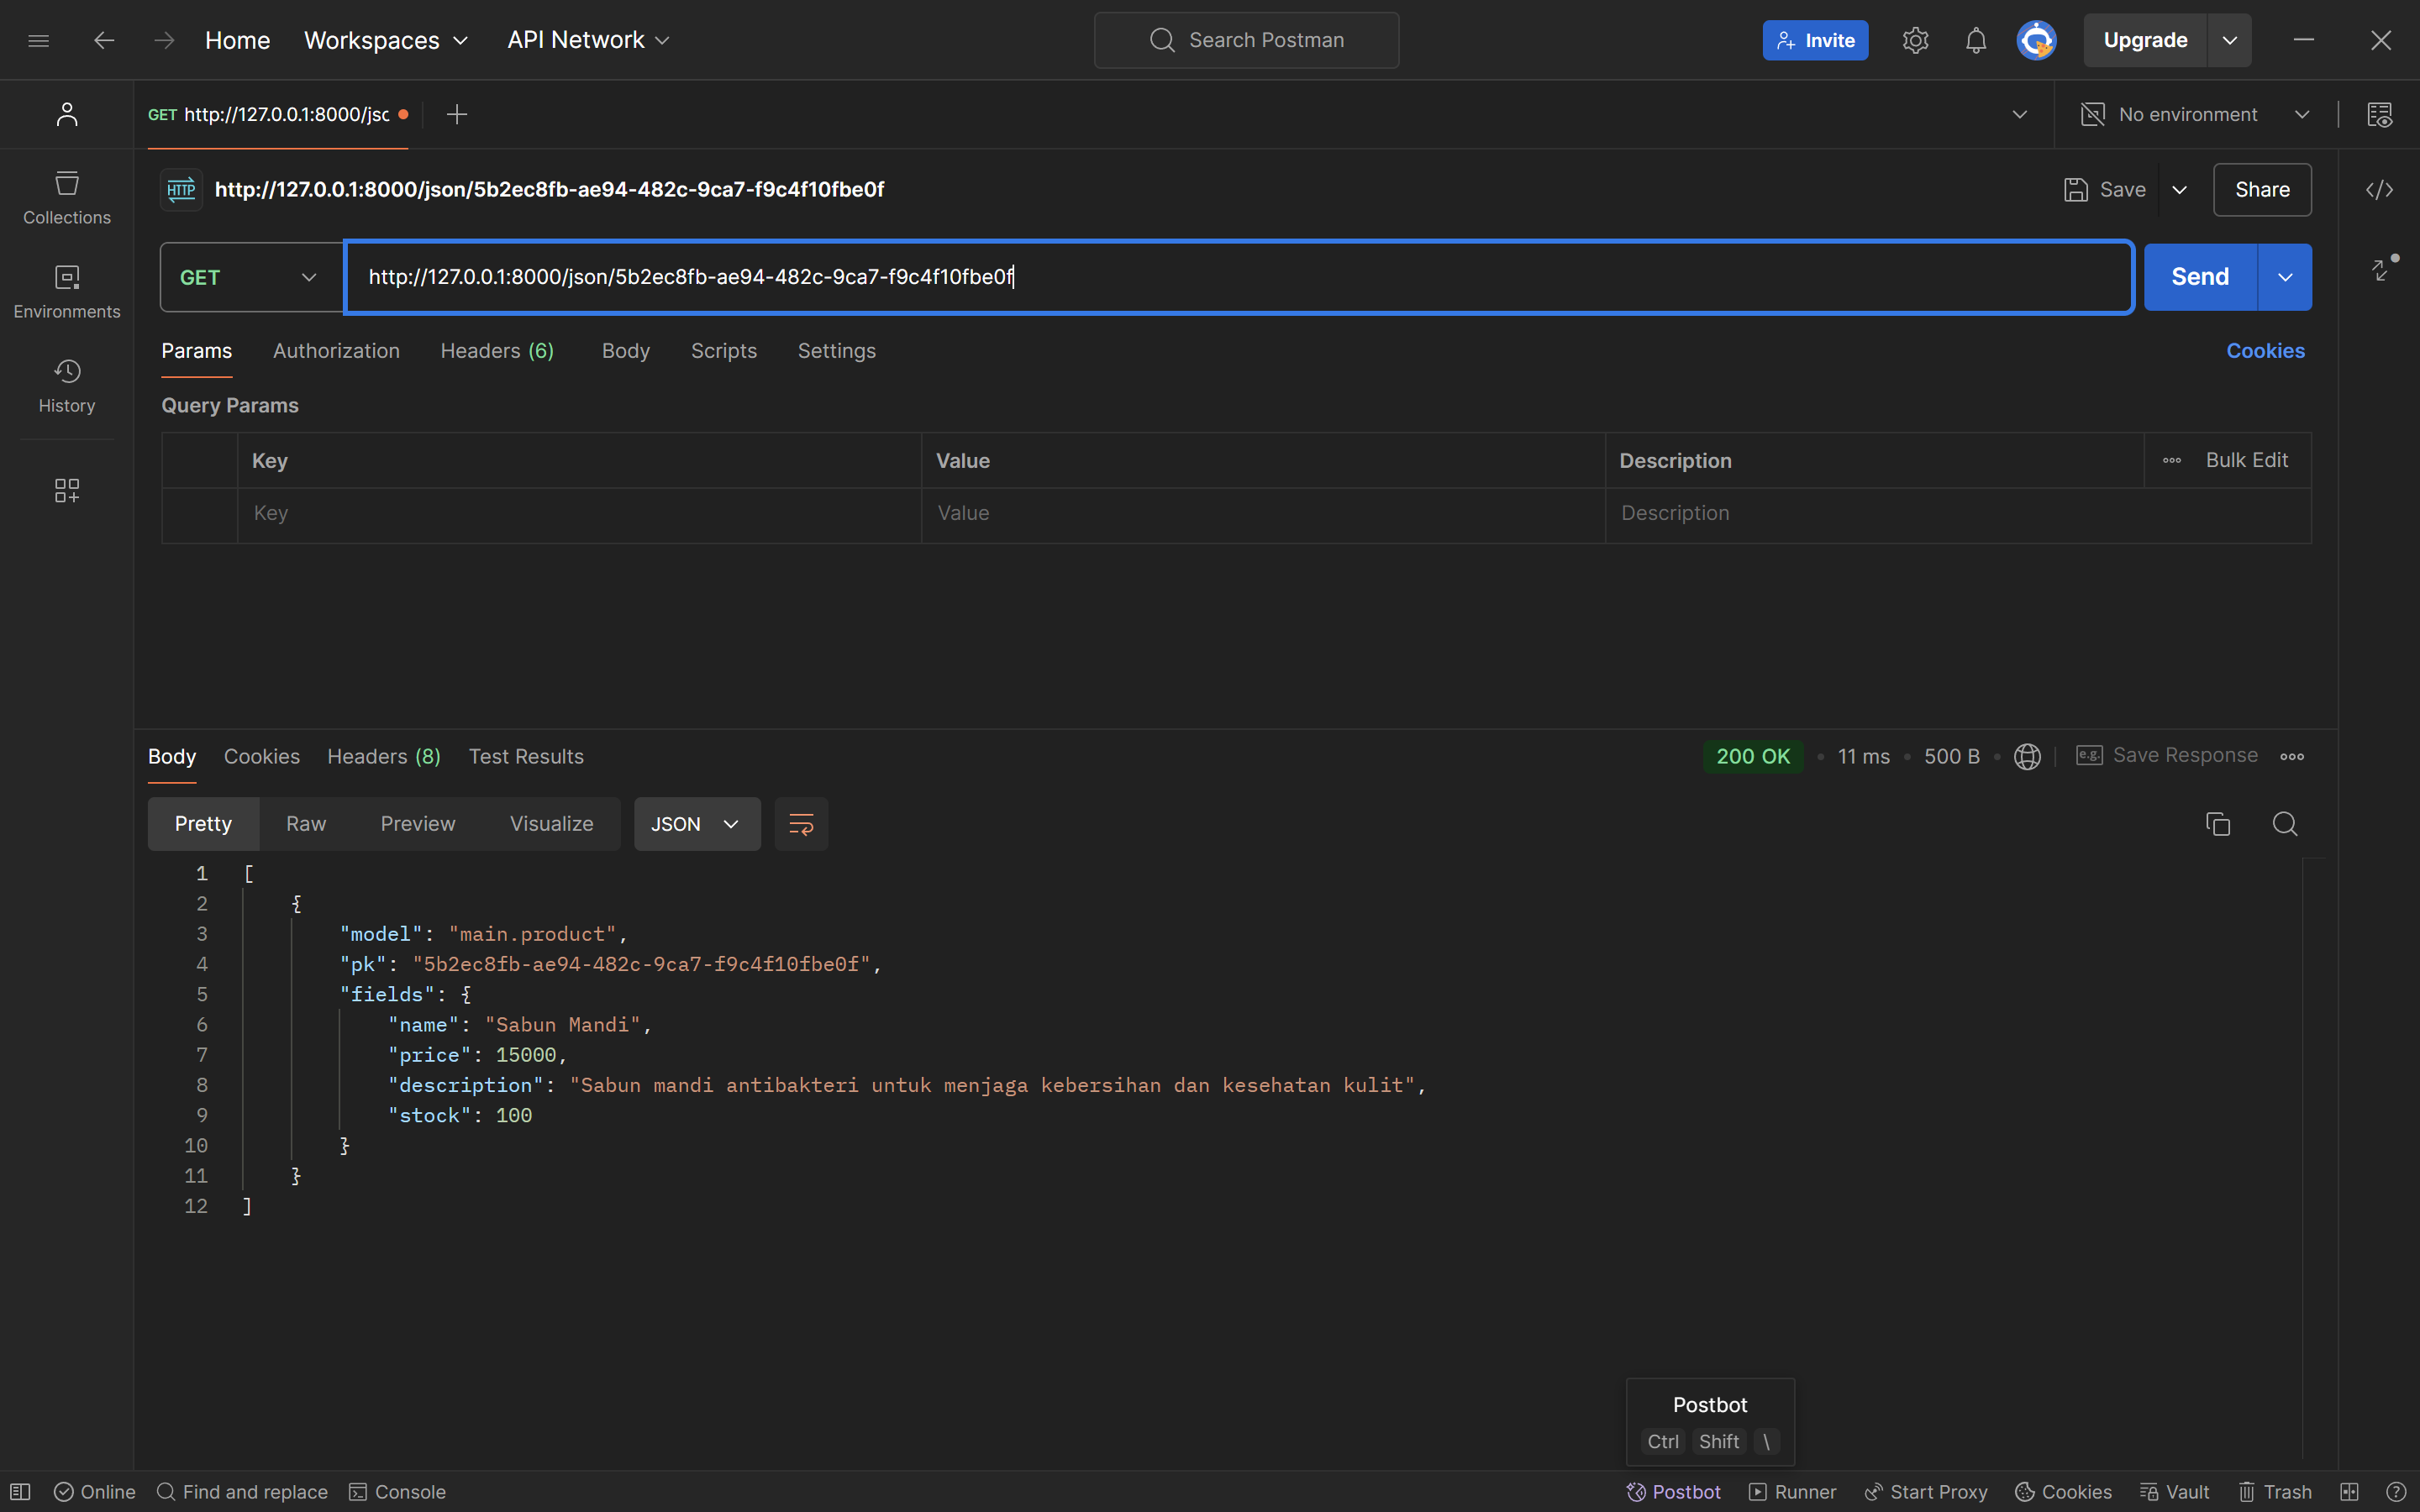 Home Workspaces API Network Search Postman Invite Upgrade
GET http://127.0.0.1:8000/jsc No environment
HTTP http://127.0.0.1:8000/json/5b2ec8fb-ae94-482c-9ca7-f9c4f10fbe0f Save Share
Collections
GET http://127.0.0.1:8000/json/5b2ec8fb-ae94-482c-9ca7-f9c4f10fbe0f Send
Environments
Params Authorization Headers (6) Body Scripts Settings Cookies
History
Query Params
Key Value Description Bulk Edit
Key Value Description
Body Cookies Headers (8) Test Results 200 OK • 11 ms • 500 B • e.g. Save Response
Pretty Raw Preview Visualize JSON
1 [
2 {
3 "model": "main.product",
4 "pk": "5b2ec8fb-ae94-482c-9ca7-f9c4f10fbe0f",
5 "fields": {
6 "name": "Sabun Mandi",
7 "price": 15000,
8 "description": "Sabun mandi antibakteri untuk menjaga kebersihan dan kesehatan kulit",
9 "stock": 100
10 }
11 }
12 ]
Postbot
Ctrl Shift \
Online Find and replace Console Postbot Runner Start Proxy Cookies Vault Trash